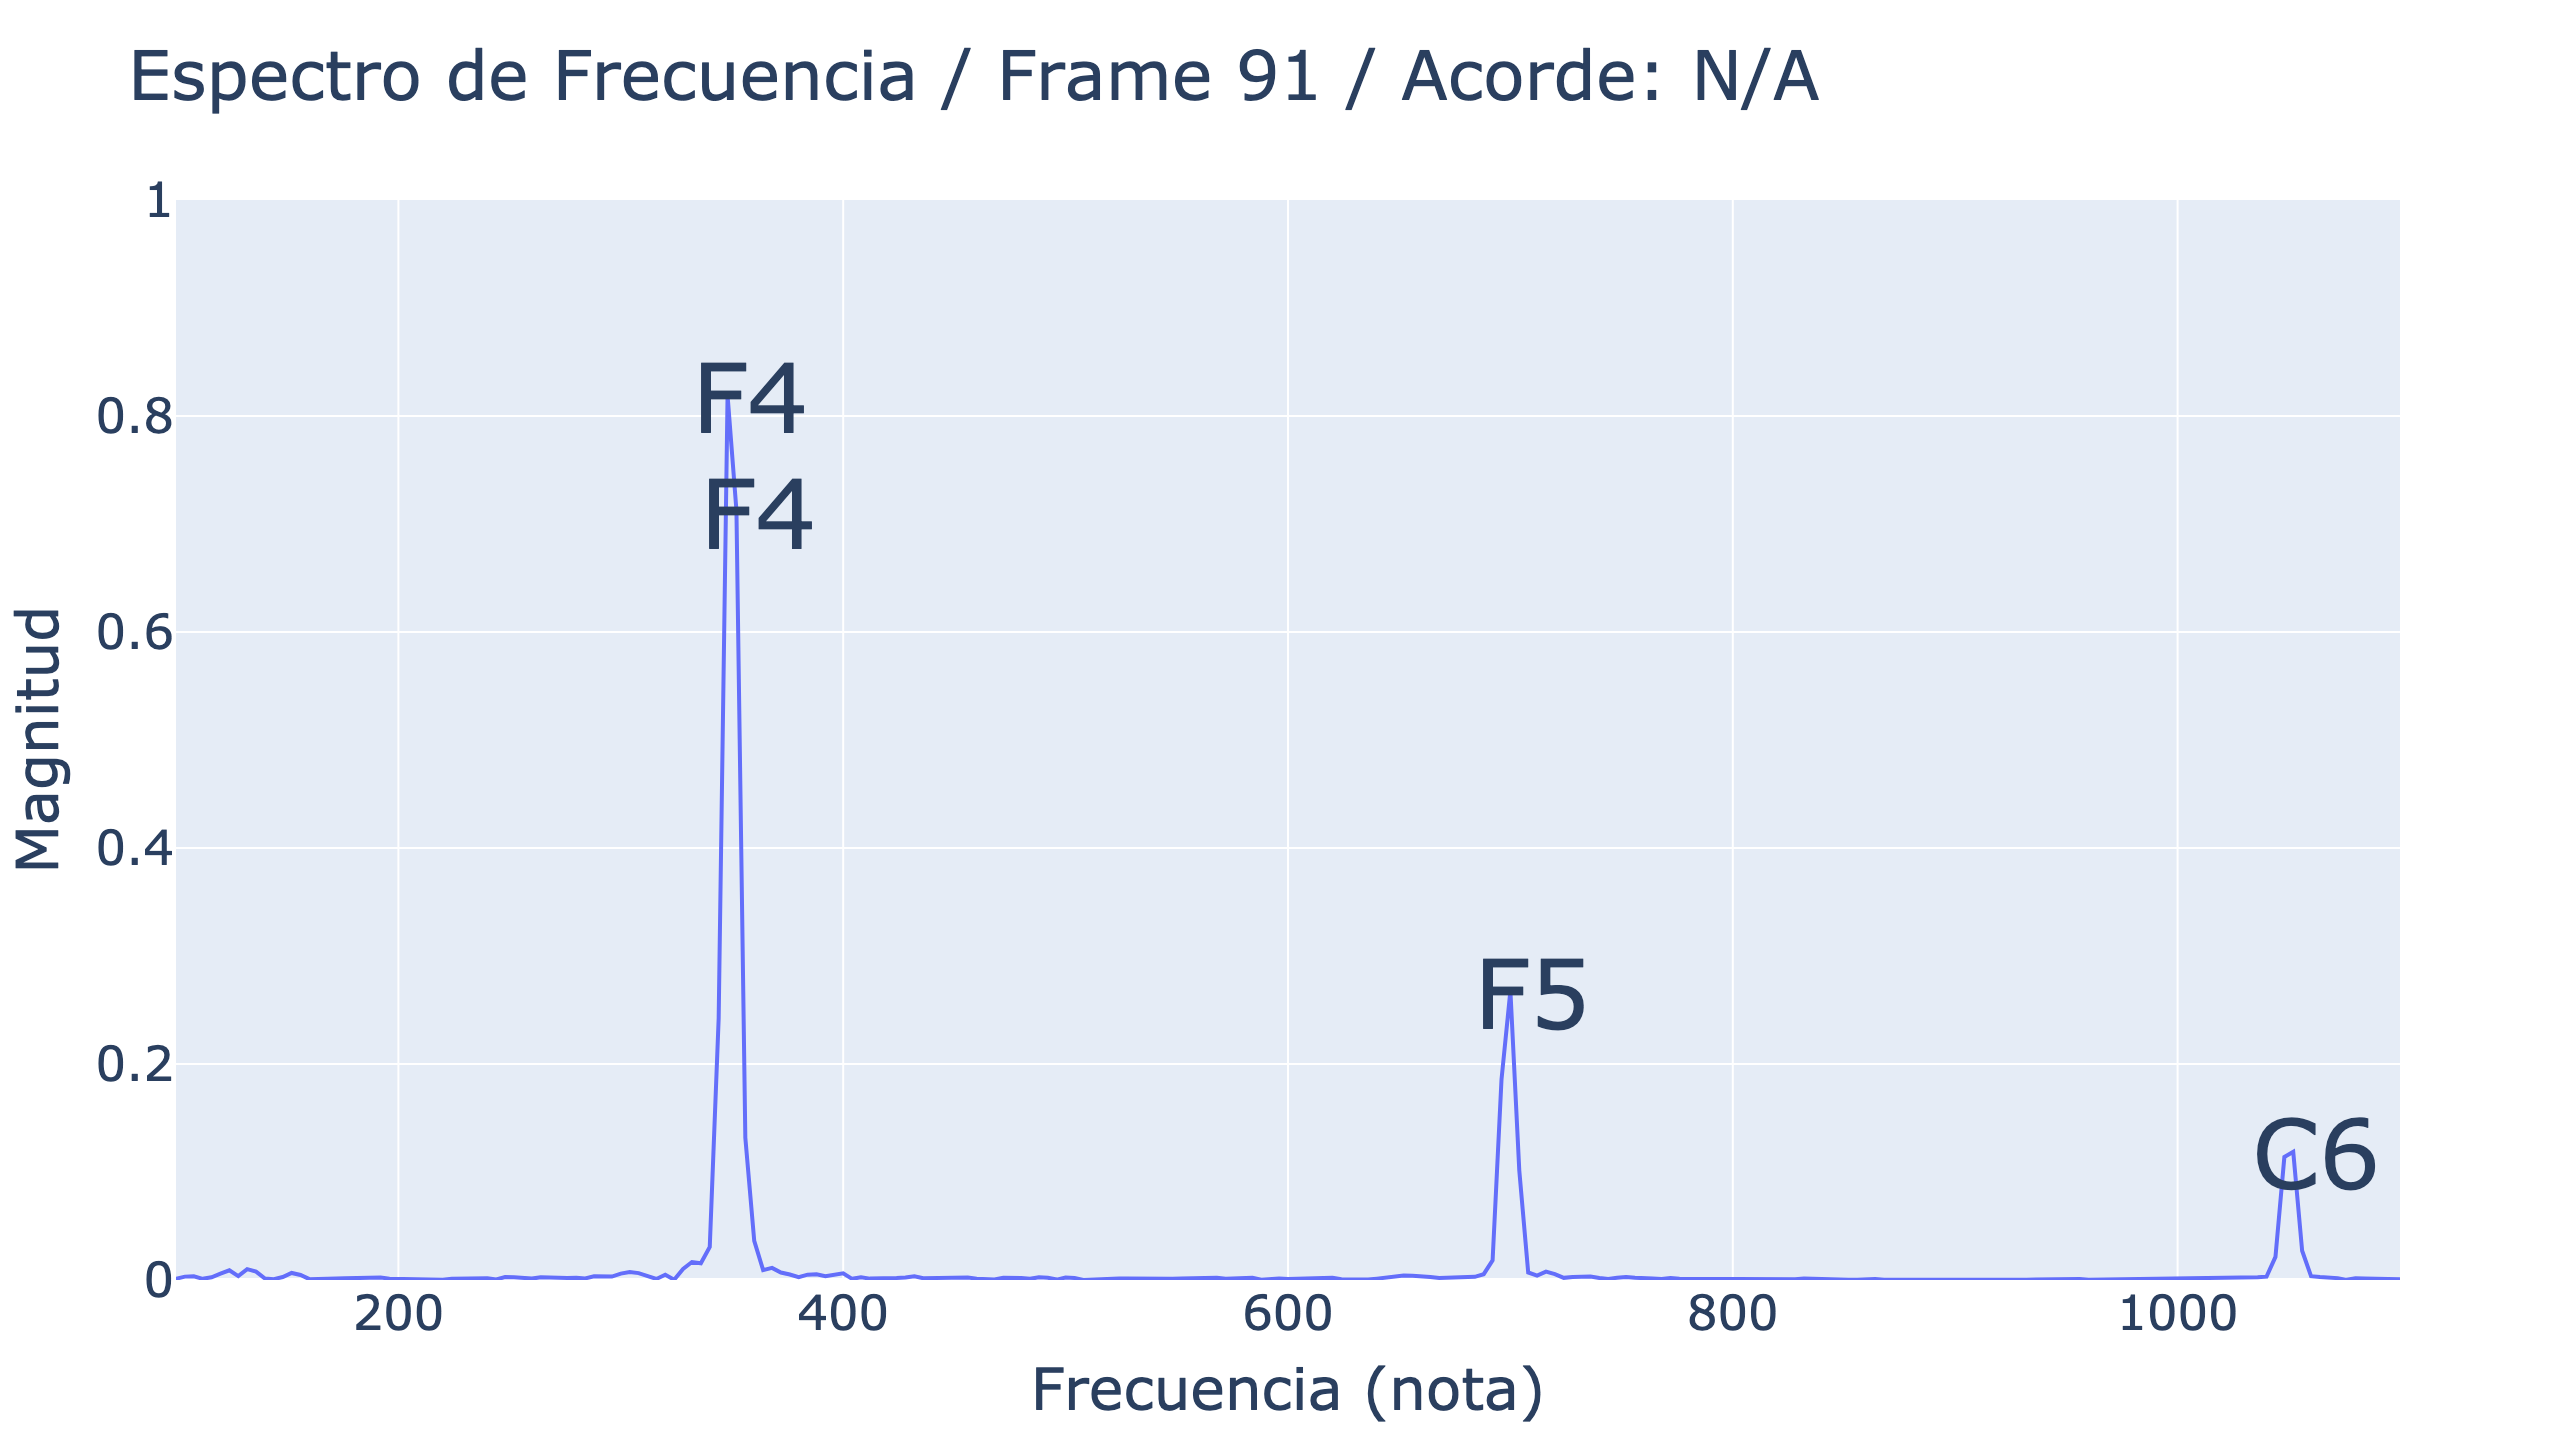 Espectro de Frecuencia / Frame 91 / Acorde: N/A
1
0.8
0.6
0.4
0.2
0
Magnitud
F4
F4
F5
C6
200 400 600 800 1000
Frecuencia (nota)